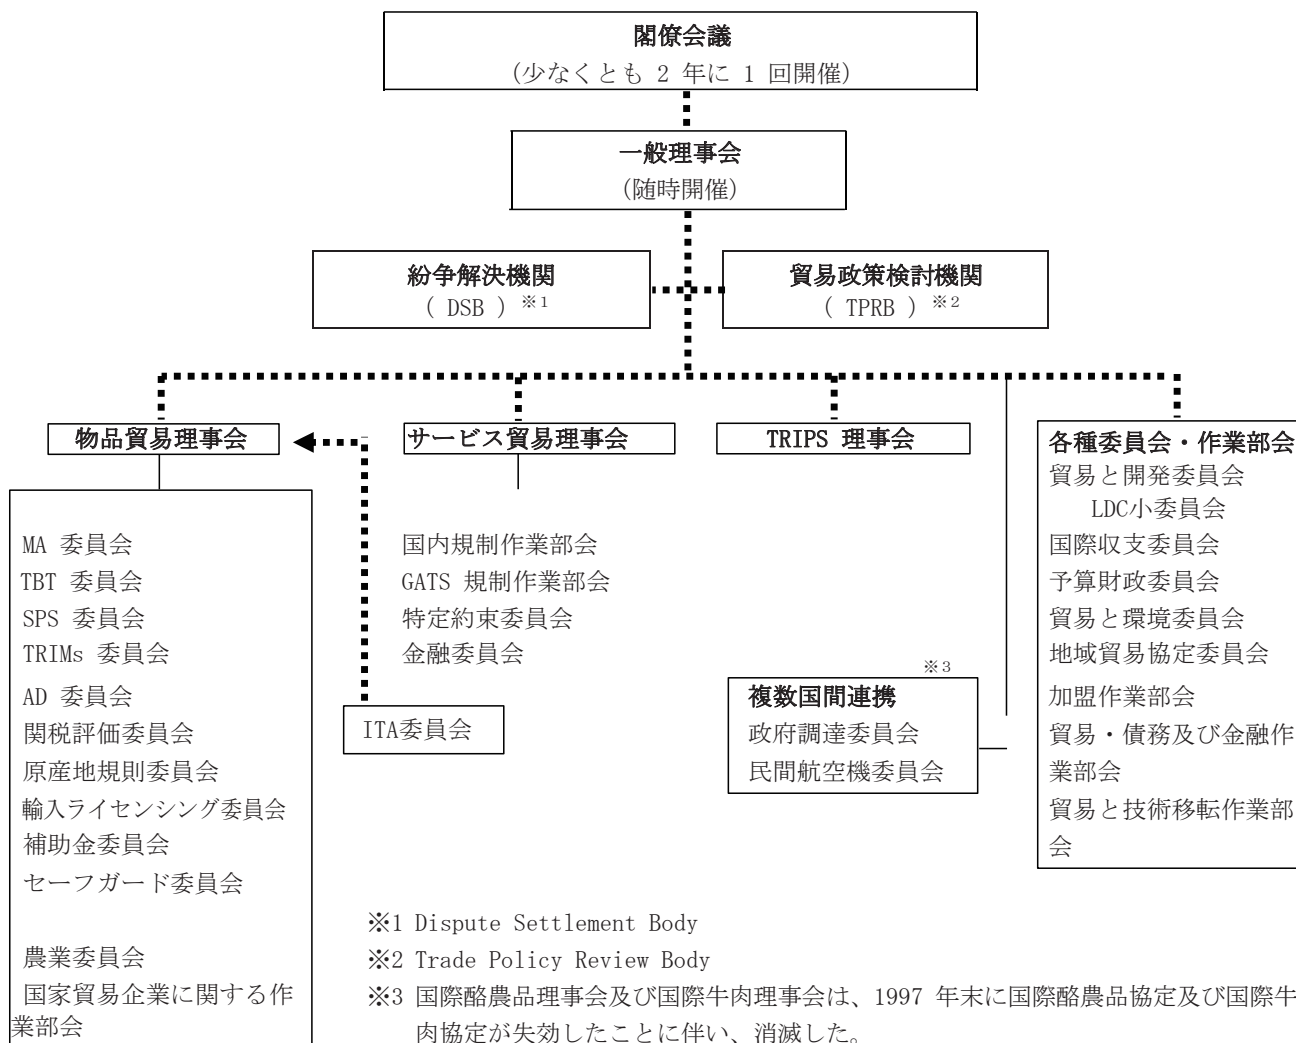 閣僚会議
(少なくとも 2 年に 1 回開催)
一般理事会
(随時開催)
紛争解決機関
( DSB ) ※1
貿易政策検討機関
( TPRB ) ※2
物品貿易理事会
サービス貿易理事会
TRIPS 理事会
MA 委員会
TBT 委員会
SPS 委員会
TRIMs 委員会
AD 委員会
関税評価委員会
原産地規則委員会
輸入ライセンシング委員会
補助金委員会
セーフガード委員会
農業委員会
国家貿易企業に関する作
業部会
国内規制作業部会
GATS 規制作業部会
特定約束委員会
金融委員会
ITA委員会
※3
複数国間連携
政府調達委員会
民間航空機委員会
各種委員会・作業部会
貿易と開発委員会
LDC小委員会
国際収支委員会
予算財政委員会
貿易と環境委員会
地域貿易協定委員会
加盟作業部会
貿易・債務及び金融作
業部会
貿易と技術移転作業部
会
※1 Dispute Settlement Body
※2 Trade Policy Review Body
※3 国際酪農品理事会及び国際牛肉理事会は、1997 年末に国際酪農品協定及び国際牛
肉協定が失効したことに伴い、消滅した。